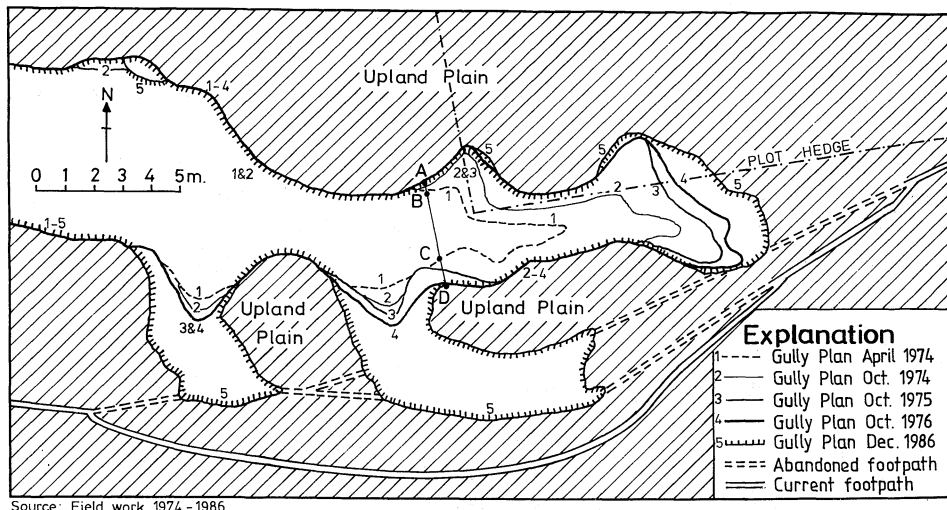 Upland Plain
2
5
1-4
N
5
5
PLOT HEDGE
A
2&3
2
4
0 1 2 3 4 5m.
1&2
1
3
5
B
1
1-5
C
1
1
2-4
2
2
D
3&4
3
Upland
Plain
4
Upland Plain
5
5
Explanation
1 Gully Plan April 1974
2 Gully Plan Oct. 1974
3 Gully Plan Oct. 1975
4 Gully Plan Oct. 1976
5 Gully Plan Dec. 1986
Abandoned footpath
Current footpath
Source: Field work 1974-1986